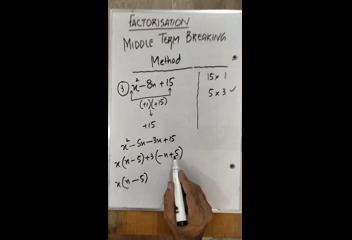 FACTORISATION
MIDDLE TERM BREAKING
Method
③ x² - 8x + 15
(+1)(+15)
+15
15 x 1
5 x 3 ✓
x² - 5x - 3x + 15
x(x - 5) + 3(-x + 5)
x(x - 5)